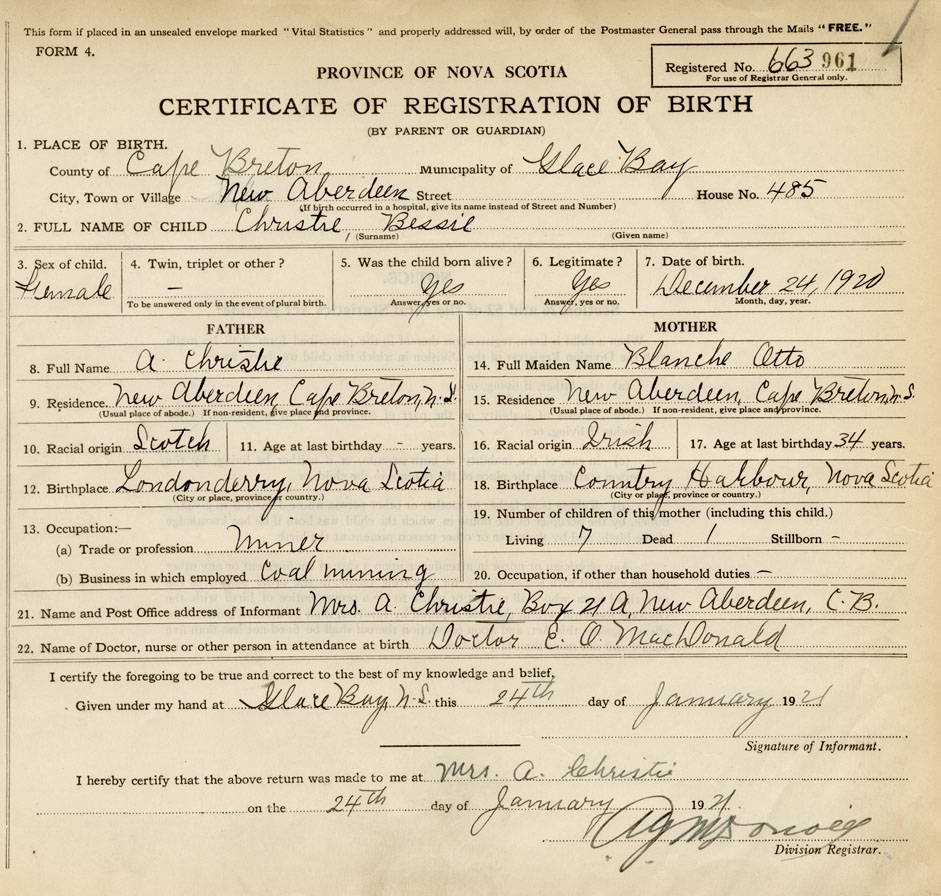 This form if placed in an unsealed envelope marked "Vital Statistics" and properly addressed will, by order of the Postmaster General pass through the Mails "FREE."
FORM 4.
Registered No. 663 961
For use of Registrar General only.
PROVINCE OF NOVA SCOTIA
CERTIFICATE OF REGISTRATION OF BIRTH
(BY PARENT OR GUARDIAN)
1. PLACE OF BIRTH.
County of Cape Breton Municipality of Glace Bay
City, Town or Village New Aberdeen Street House No. 485
(If birth occurred in a hospital, give its name instead of Street and Number)
2. FULL NAME OF CHILD Christie Bessie
(Surname) (Given name)
3. Sex of child. 4. Twin, triplet or other ? 5. Was the child born alive ? 6. Legitimate ? 7. Date of birth.
Female — Yes Yes December 24, 1920
To be answered only in the event of plural birth. Answer, yes or no. Answer, yes or no. Month, day, year.
FATHER
8. Full Name A Christie
9. Residence. New Aberdeen, Cape Breton, N.S.
(Usual place of abode.) If non-resident, give place and province.
10. Racial origin Scotch 11. Age at last birthday - years.
12. Birthplace Londonderry, Nova Scotia
(City or place, province or country.)
13. Occupation:—
(a) Trade or profession Miner
(b) Business in which employed Coal mining
MOTHER
14. Full Maiden Name Blanche Otto
15. Residence New Aberdeen, Cape Breton, N.S.
(Usual place of abode.) If non-resident, give place and province.
16. Racial origin Irish 17. Age at last birthday 34 years.
18. Birthplace Country Harbour, Nova Scotia
(City or place, province or country.)
19. Number of children of this mother (including this child.)
Living 7 Dead 1 Stillborn -
20. Occupation, if other than household duties —
21. Name and Post Office address of Informant Mrs. A. Christie, Box 21 A, New Aberdeen, C.B.
22. Name of Doctor, nurse or other person in attendance at birth Doctor E. O. MacDonald
I certify the foregoing to be true and correct to the best of my knowledge and belief,
Given under my hand at Glace Bay, N.S. this 24th day of January 1921
Signature of Informant.
I hereby certify that the above return was made to me at Mrs. A. Christie
on the 24th day of January 1921.
Division Registrar.